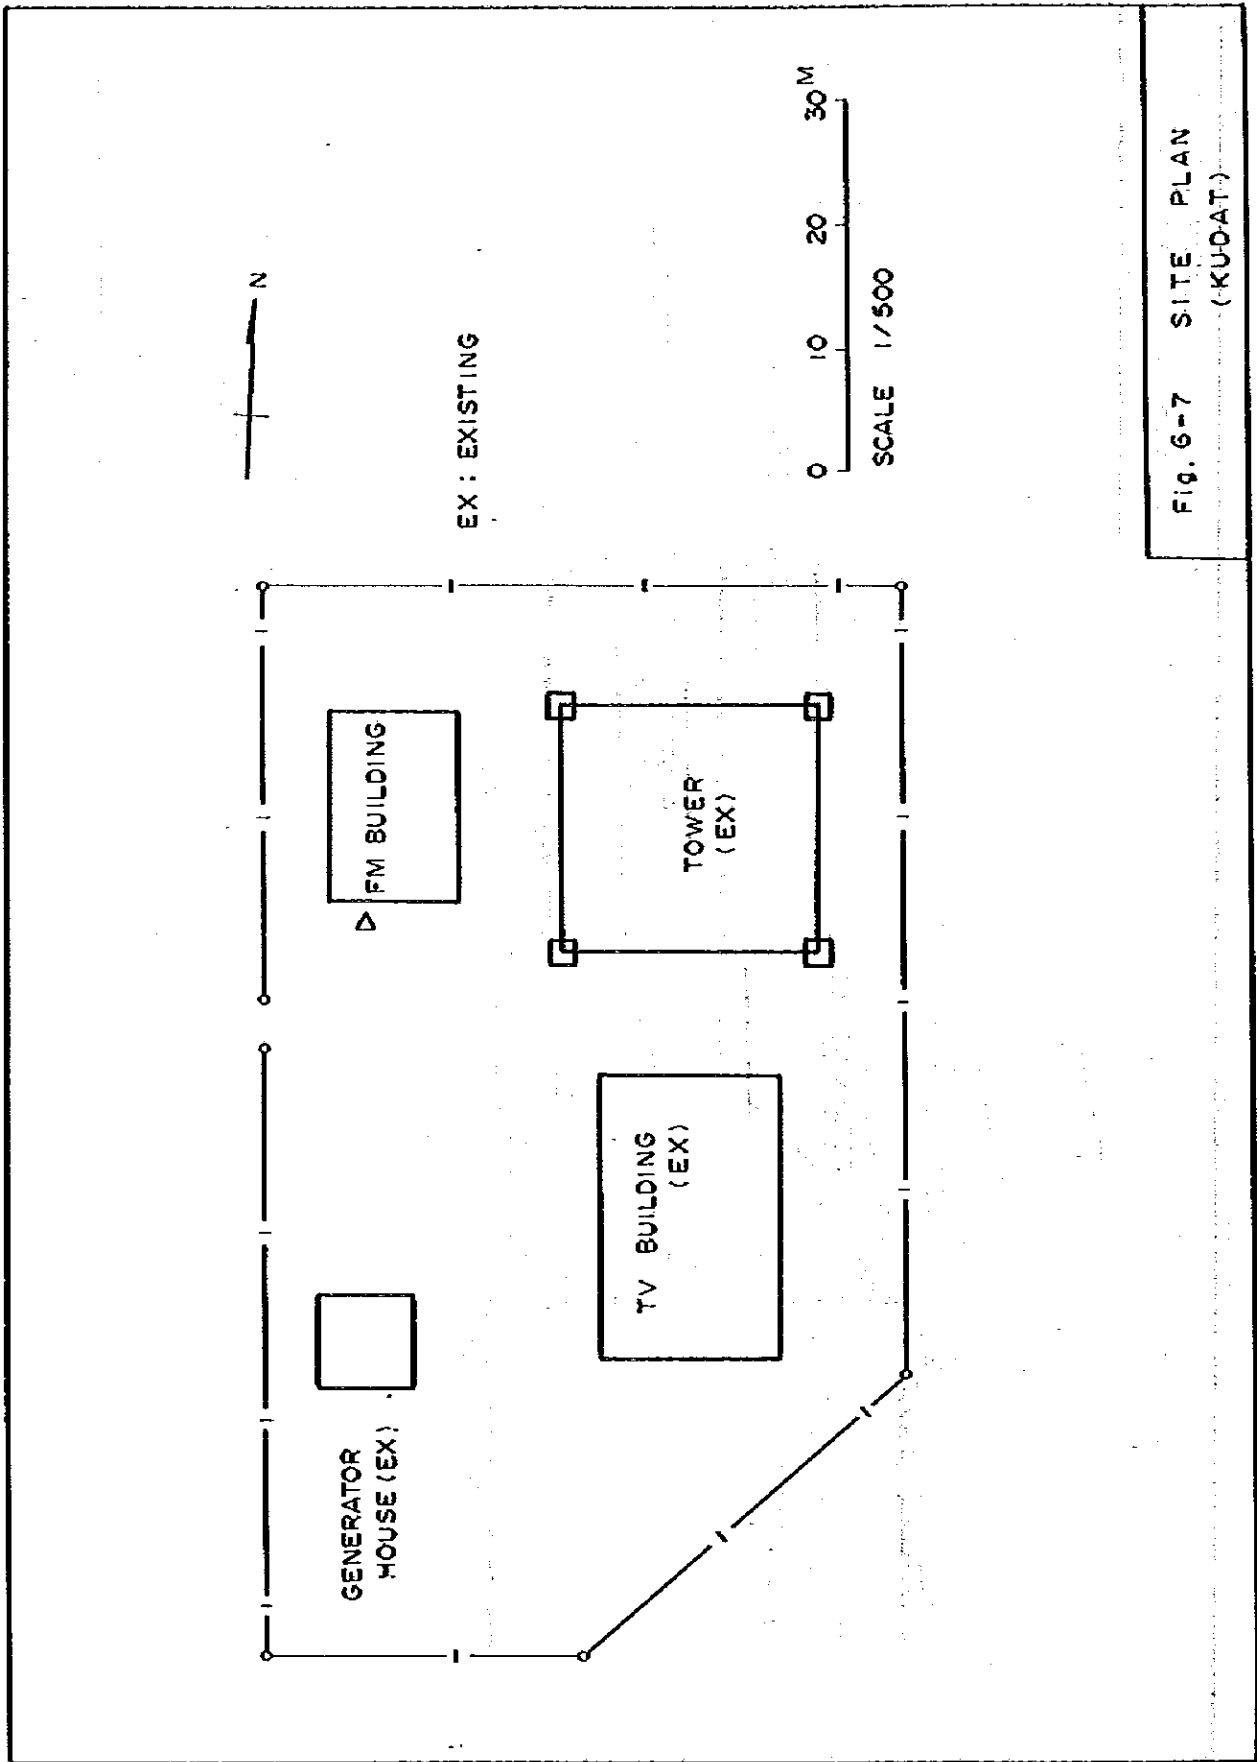 N
GENERATOR
HOUSE (EX)
FM BUILDING
EX : EXISTING
TV BUILDING
(EX)
TOWER
(EX)
0 10 20 30 M
SCALE 1/500
Fig. 6-7 SITE PLAN
(KUDAT)